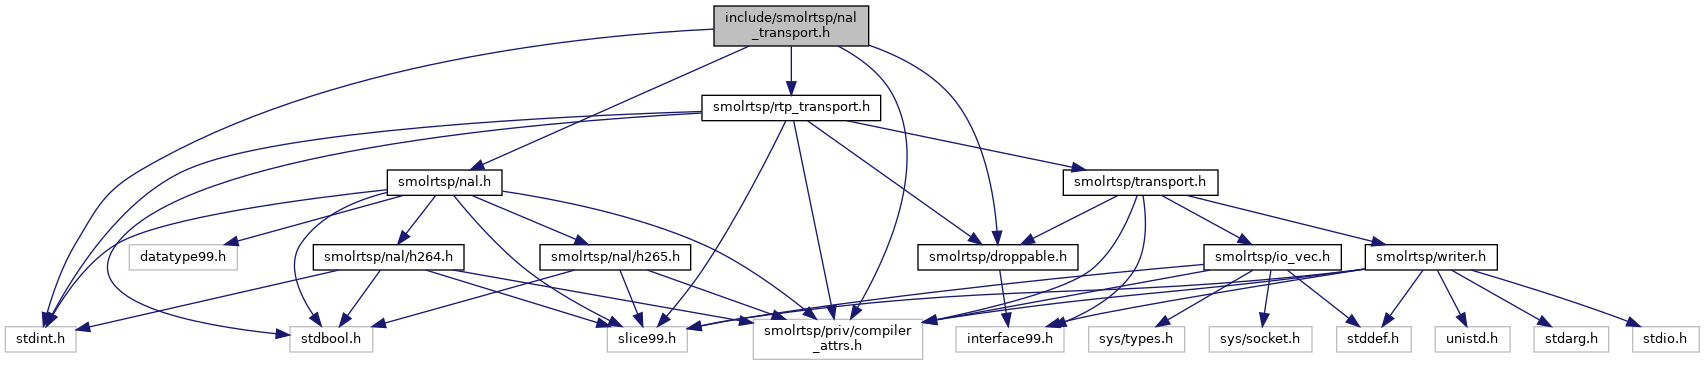 include/smolrtsp/nal
_transport.h
smolrtsp/rtp_transport.h
smolrtsp/nal.h
smolrtsp/transport.h
datatype99.h
smolrtsp/nal/h264.h
smolrtsp/nal/h265.h
smolrtsp/droppable.h
smolrtsp/io_vec.h
smolrtsp/writer.h
stdint.h
stdbool.h
slice99.h
smolrtsp/priv/compiler
_attrs.h
interface99.h
sys/types.h
sys/socket.h
stddef.h
unistd.h
stdarg.h
stdio.h